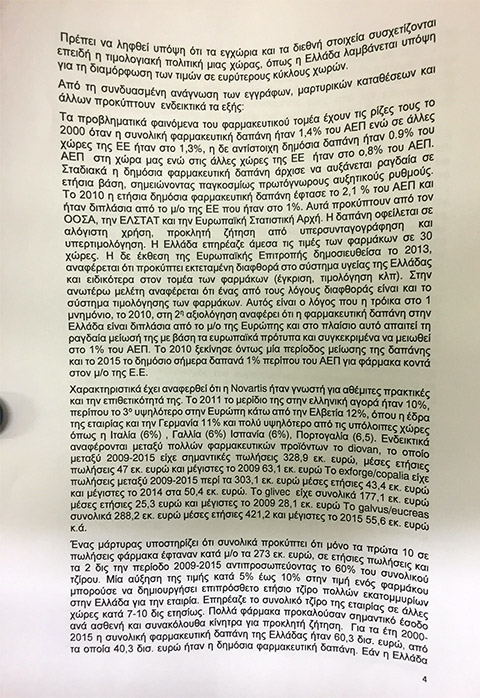 Πρέπει να ληφθεί υπόψη ότι τα εγχώρια και τα διεθνή στοιχεία συσχετίζονται
επειδή η τιμολογιακή πολιτική μιας χώρας, όπως η Ελλάδα λαμβάνεται υπόψη
για τη διαμόρφωση των τιμών σε ευρύτερους κύκλους χωρών.
Από τη συνδυασμένη ανάγνωση των εγγράφων, μαρτυρικών καταθέσεων και
άλλων προκύπτουν ενδεικτικά τα εξής:
Τα προβληματικά φαινόμενα του φαρμακευτικού τομέα έχουν τις ρίζες τους το
2000 όταν η συνολική φαρμακευτική δαπάνη ήταν 1,4% του ΑΕΠ ενώ σε άλλες
χώρες της ΕΕ ήταν στο 1,3%, η δε αντίστοιχη δημόσια δαπάνη ήταν 0.9% του
ΑΕΠ στη χώρα μας ενώ στις άλλες χώρες της ΕΕ ήταν στο ο,8% του ΑΕΠ.
Σταδιακά η δημόσια φαρμακευτική δαπάνη άρχισε να αυξάνεται ραγδαία σε
ετήσια βάση, σημειώνοντας παγκοσμίως πρωτόγνωρους αυξητικούς ρυθμούς.
Το 2010 η ετήσια δημόσια δαπάνη έφτασε το 2,1 % του ΑΕΠ και
ήταν διπλάσια από το μ/ο της ΕΕ που ήταν στο 1%. Αυτά προκύπτουν από τον
ΟΟΣΑ, την ΕΛΣΤΑΤ και την Ευρωπαϊκή Στατιστική Αρχή. Η δαπάνη οφείλεται σε
αλόγιστη χρήση, προκλητή ζήτηση από υπερσυνταγογράφηση και
υπερτιμολόγηση. Η Ελλάδα επηρέαζε άμεσα τις τιμές των φαρμάκων σε 30
χώρες. Η δε έκθεση της Ευρωπαϊκής Επιτροπής δημοσιευθείσα το 2013,
αναφέρεται ότι προκύπτει εκτεταμένη διαφθορά στο σύστημα υγείας της Ελλάδας
και ειδικότερα στον τομέα των φαρμάκων (έγκριση, τιμολόγηση κλπ). Στην
ανωτέρω μελέτη αναφέρεται ότι ένας από τους λόγους διαφθοράς είναι και το
σύστημα τιμολόγησης των φαρμάκων. Αυτός είναι ο λόγος που η τρόικα στο 1
μνημόνιο, το 2010, στη 2η αξιολόγηση αναφέρει ότι η φαρμακευτική δαπάνη στην
Ελλάδα είναι διπλάσια από το μ/ο της Ευρώπης και στο πλαίσιο αυτό απαιτεί τη
ραγδαία μείωσή της με βάση τα ευρωπαϊκά πρότυπα και συγκεκριμένα να μειωθεί
στο 1% του ΑΕΠ. Το 2010 ξεκίνησε όντως μία περίοδος μείωσης της δαπάνης
και το 2015 το δημόσιο σήμερα δαπανά 1% περίπου του ΑΕΠ για φάρμακα κοντά
στον μ/ο της Ε.Ε.
Χαρακτηριστικά έχει αναφερθεί ότι η Novartis ήταν γνωστή για αθέμιτες πρακτικές
και την επιθετικότητά της. Το 2011 το μερίδιο της στην ελληνική αγορά ήταν 10%,
περίπου το 3º υψηλότερο στην Ευρώπη κάτω από την Ελβετία 12%, όπου η έδρα
της εταιρίας και την Γερμανία 11% και πολύ υψηλότερο από τις υπόλοιπες χώρες
όπως η Ιταλία (6%) , Γαλλία (6%) Ισπανία (6%), Πορτογαλία (6,5). Ενδεικτικά
αναφέρονται μεταξύ πολλών φαρμακευτικών προϊόντων το diovan, το οποίο
μεταξύ 2009-2015 είχε σημαντικές πωλήσεις 328,9 εκ. ευρώ, μέσες ετήσιες
πωλήσεις 47 εκ. ευρώ και μέγιστες το 2009 63,1 εκ. ευρώ Το exforge/copalia είχε
πωλήσεις μεταξύ 2009-2015 περί τα 303,1 εκ. ευρώ μέσες ετήσιες 43,4 εκ. ευρώ
και μέγιστες το 2014 στα 50,4 εκ. ευρώ. Το glivec είχε συνολικά 177,1 εκ. ευρώ
μέσες ετήσιες 25,3 εκ. ευρώ και μέγιστες το 2009 28,1 εκ. ευρώ Το galvus/eucreas
συνολικά 288,2 εκ. ευρώ μέσες ετήσιες 421,2 και μέγιστες το 2015 55,6 εκ. ευρώ
κ.ά.
Ένας μάρτυρας υποστηρίζει ότι συνολικά προκύπτει ότι μόνο τα πρώτα 10 σε
πωλήσεις φάρμακα έφταναν κατά μ/ο τα 273 εκ. ευρώ, σε ετήσιες πωλήσεις και
τα 2 δις την περίοδο 2009-2015 αντιπροσωπεύοντας το 60% του συνολικού
τζίρου. Μία αύξηση της τιμής κατά 5% έως 10% στην τιμή ενός φαρμάκου
μπορούσε να δημιουργήσει επιπρόσθετο ετήσιο τζίρο πολλών εκατομμυρίων
στην Ελλάδα για την εταιρία. Επηρέαζε το συνολικό τζίρο της εταιρίας σε άλλες
χώρες κατά 7-10 δις ετησίως. Πολλά φάρμακα προκαλούσαν σημαντικό έσοδο
ανά ασθενή και συνακόλουθα κίνητρα για προκλητή ζήτηση. Για τα έτη 2000-
2015 η συνολική φαρμακευτική δαπάνη της Ελλάδας ήταν 60,3 δισ. ευρώ, από
τα οποία 40,3 δισ. ευρώ ήταν η δημόσια φαρμακευτική δαπάνη. Εάν η Ελλάδα
4